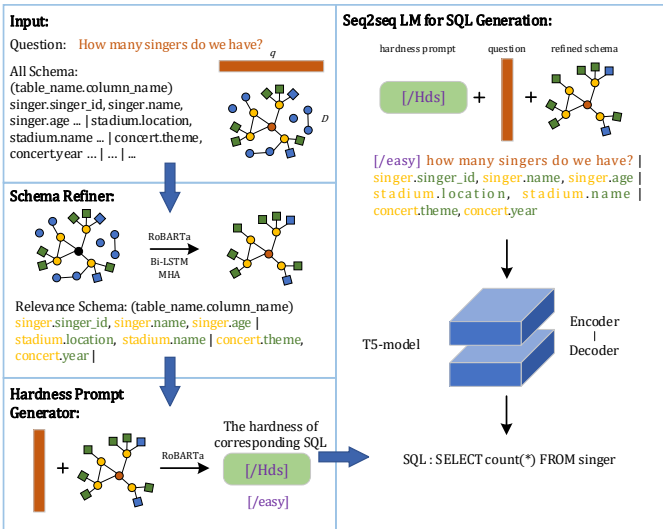 Input:
Question: How many singers do we have?
q
All Schema:
(table_name.column_name)
singer.singer_id, singer.name,
singer.age ... | stadium.location,
stadium.name ... | concert.theme,
concert.year ... | ... |
D
Schema Refiner:
RoBARTa
Bi-LSTM
MHA
Relevance Schema: (table_name.column_name)
singer.singer_id, singer.name, singer.age |
stadium.location, stadium.name | concert.theme,
concert.year |
Hardness Prompt
Generator:
RoBARTa
The hardness of
corresponding SQL
[/Hds]
[/easy]
Seq2seq LM for SQL Generation:
hardness prompt
question
refined schema
[/Hds]
[/easy] how many singers do we have? |
singer.singer_id, singer.name, singer.age |
stadium.location, stadium.name |
concert.theme, concert.year
T5-model
Encoder
Decoder
SQL : SELECT count(*) FROM singer